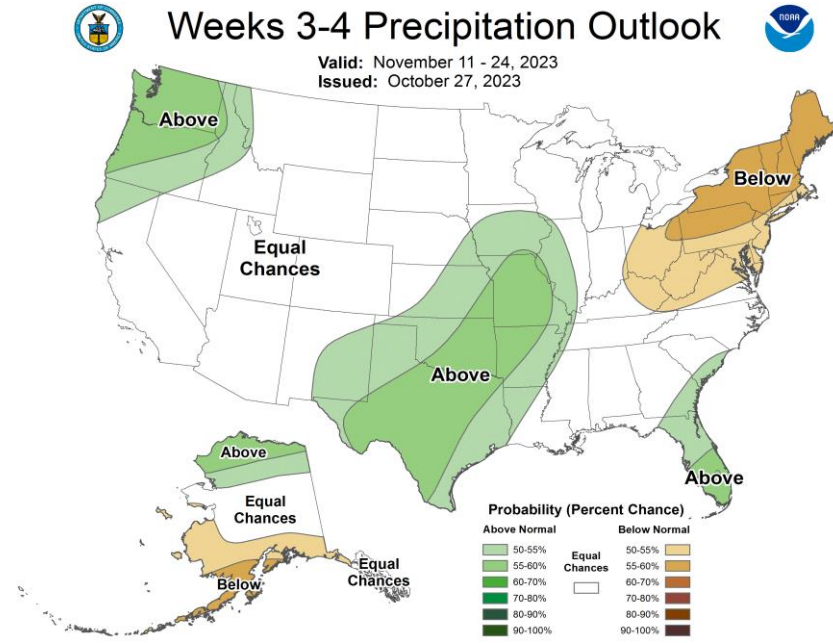 Weeks 3-4 Precipitation Outlook
NOAA
Valid: November 11 - 24, 2023
Issued: October 27, 2023
Above
Below
Equal
Chances
Above
Above
Above
Equal
Chances
Below
Equal
Chances
Probability (Percent Chance)
Above Normal
Below Normal
Equal
Chances
50-55%
55-60%
60-70%
70-80%
80-90%
90-100%
50-55%
55-60%
60-70%
70-80%
80-90%
90-100%